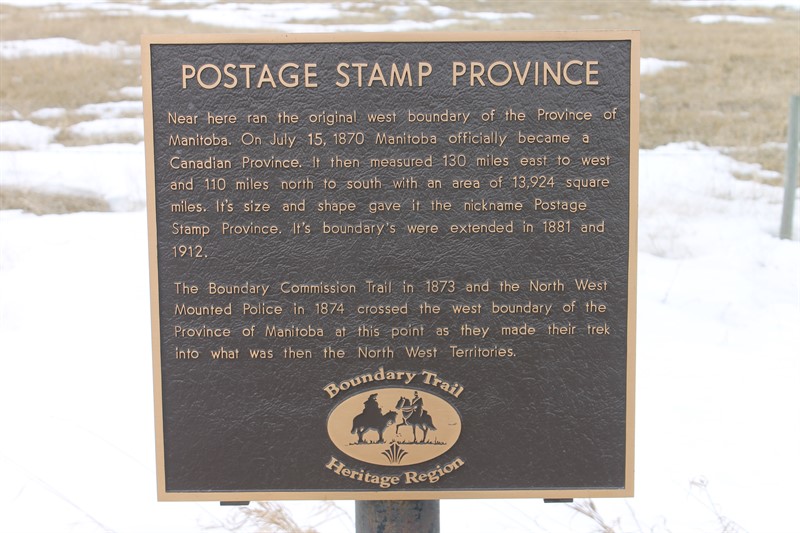 POSTAGE STAMP PROVINCE
Near here ran the original west boundary of the Province of
Manitoba. On July 15, 1870 Manitoba officially became a
Canadian Province. It then measured 130 miles east to west
and 110 miles north to south with an area of 13,924 square
miles. It's size and shape gave it the nickname Postage
Stamp Province. It's boundary's were extended in 1881 and
1912.
The Boundary Commission Trail in 1873 and the North West
Mounted Police in 1874 crossed the west boundary of the
Province of Manitoba at this point as they made their trek
into what was then the North West Territories.
Boundary Trail
Heritage Region